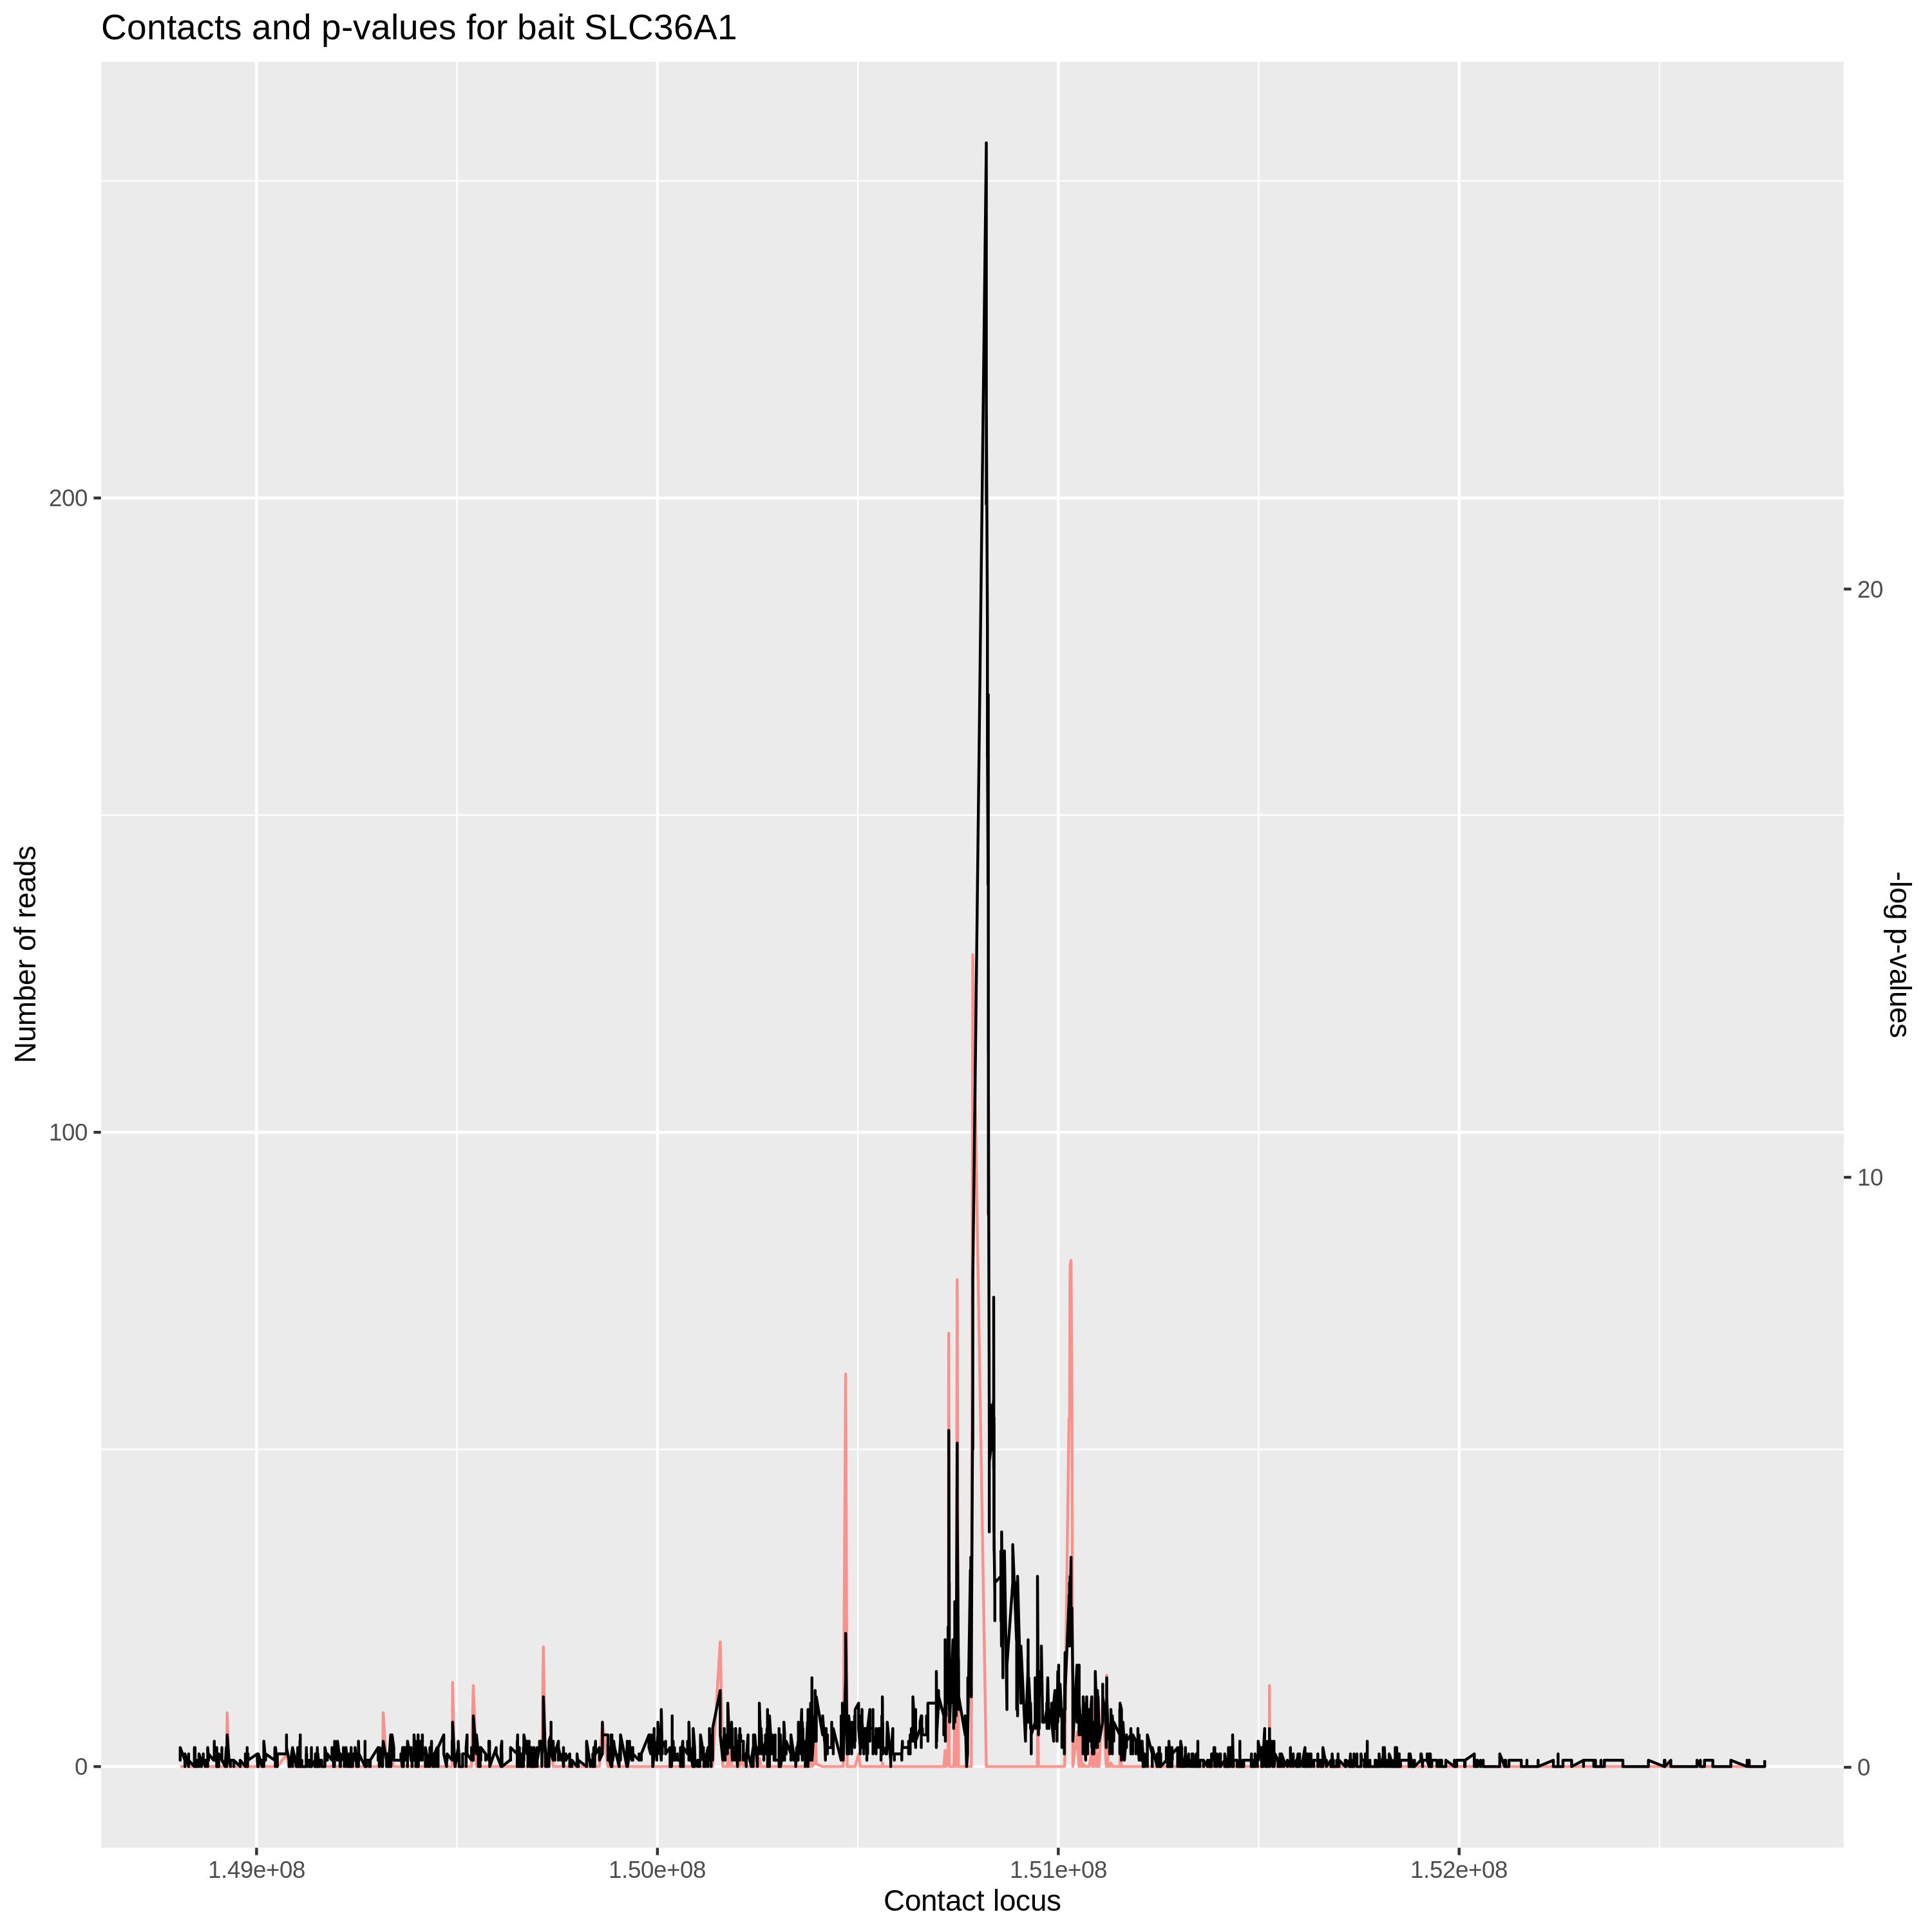 Contacts and p-values for bait SLC36A1
Number of reads
200
100
0
20
10
0
-log p-values
1.49e+08
1.50e+08
1.51e+08
1.52e+08
Contact locus